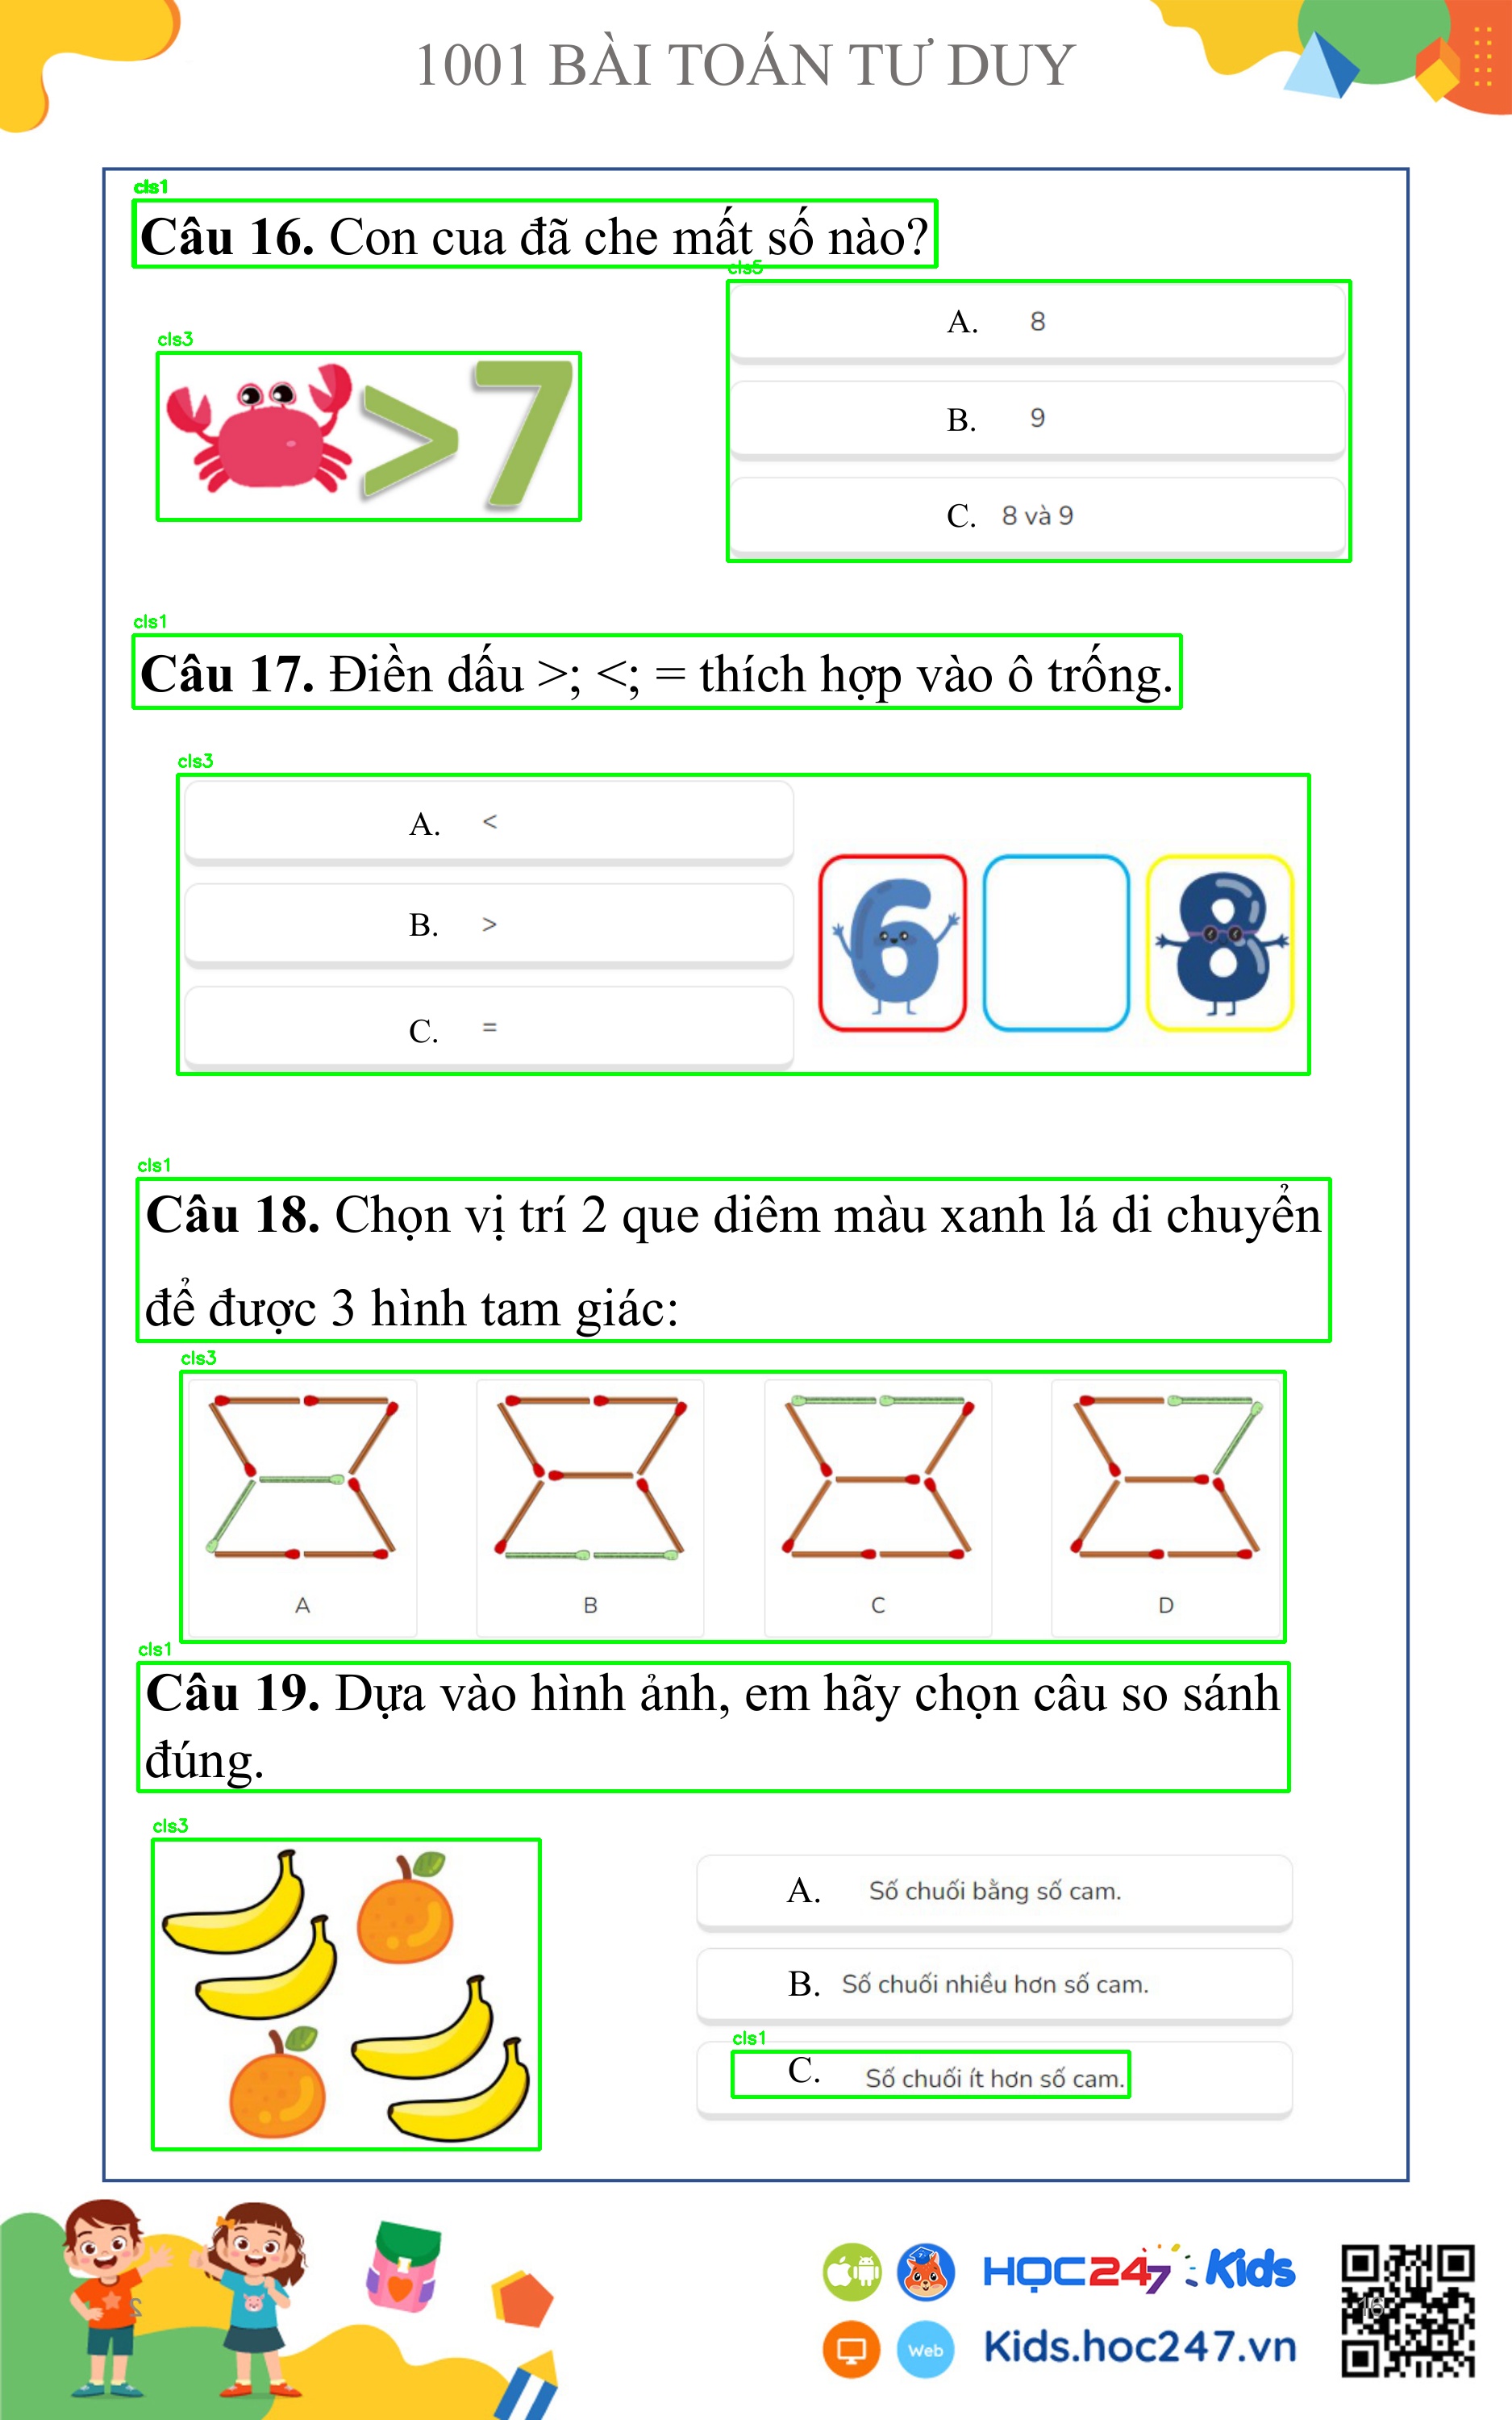 1001 BÀI TOÁN TƯ DUY
cls1
Câu 16. Con cua đã che mất số nào?
cls5
cls3
>7
A. 8
B. 9
C. 8 và 9
cls1
Câu 17. Điền dấu >; <; = thích hợp vào ô trống.
cls3
A. <
B. >
C. =
6 8
cls1
Câu 18. Chọn vị trí 2 que diêm màu xanh lá di chuyển
để được 3 hình tam giác:
cls3
A B C D
cls1
Câu 19. Dựa vào hình ảnh, em hãy chọn câu so sánh
đúng.
cls3
A. Số chuối bằng số cam.
B. Số chuối nhiều hơn số cam.
cls1
C. Số chuối ít hơn số cam.
HỌC247 Kids
16
Web
Kids.hoc247.vn